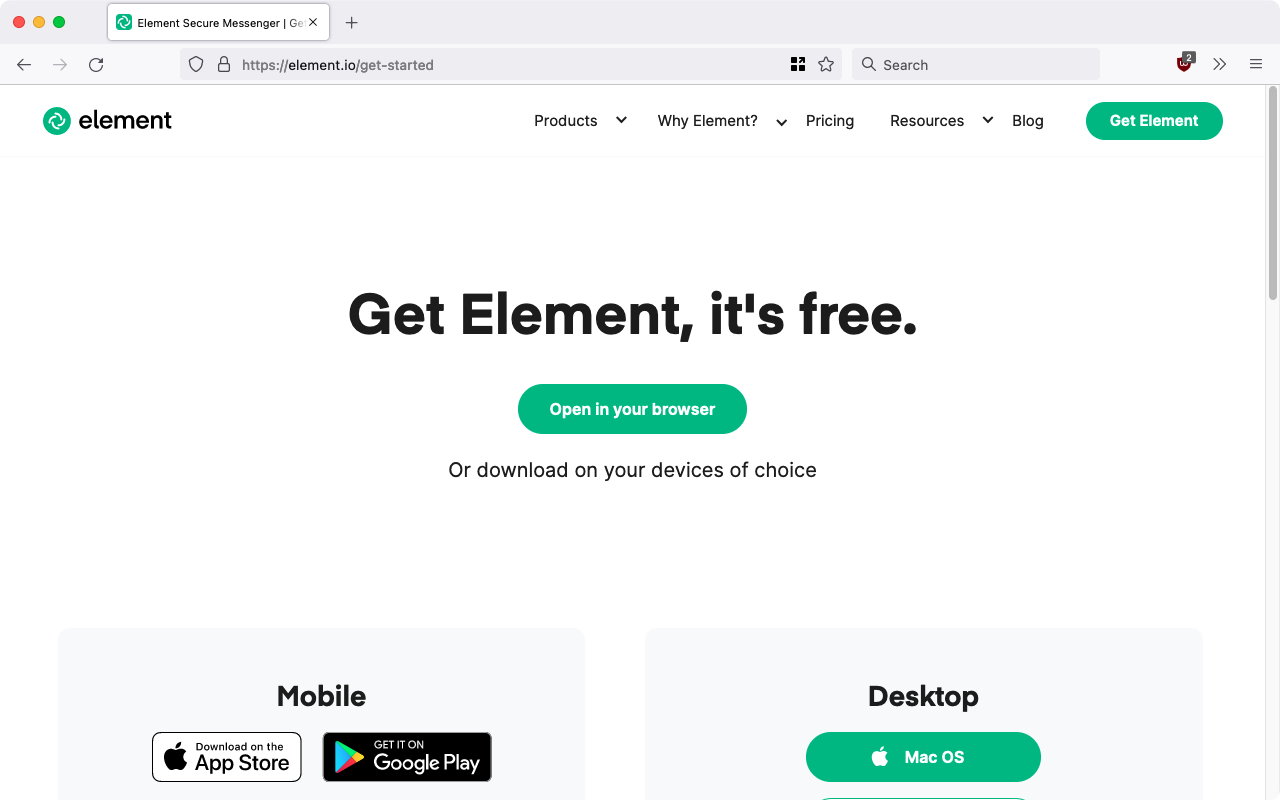 Element Secure Messenger | Ge
https://element.io/get-started
Search
2
element
Products
Why Element?
Pricing
Resources
Blog
Get Element
Get Element, it's free.
Open in your browser
Or download on your devices of choice
Mobile
Desktop
Download on the
App Store
GET IT ON
Google Play
Mac OS